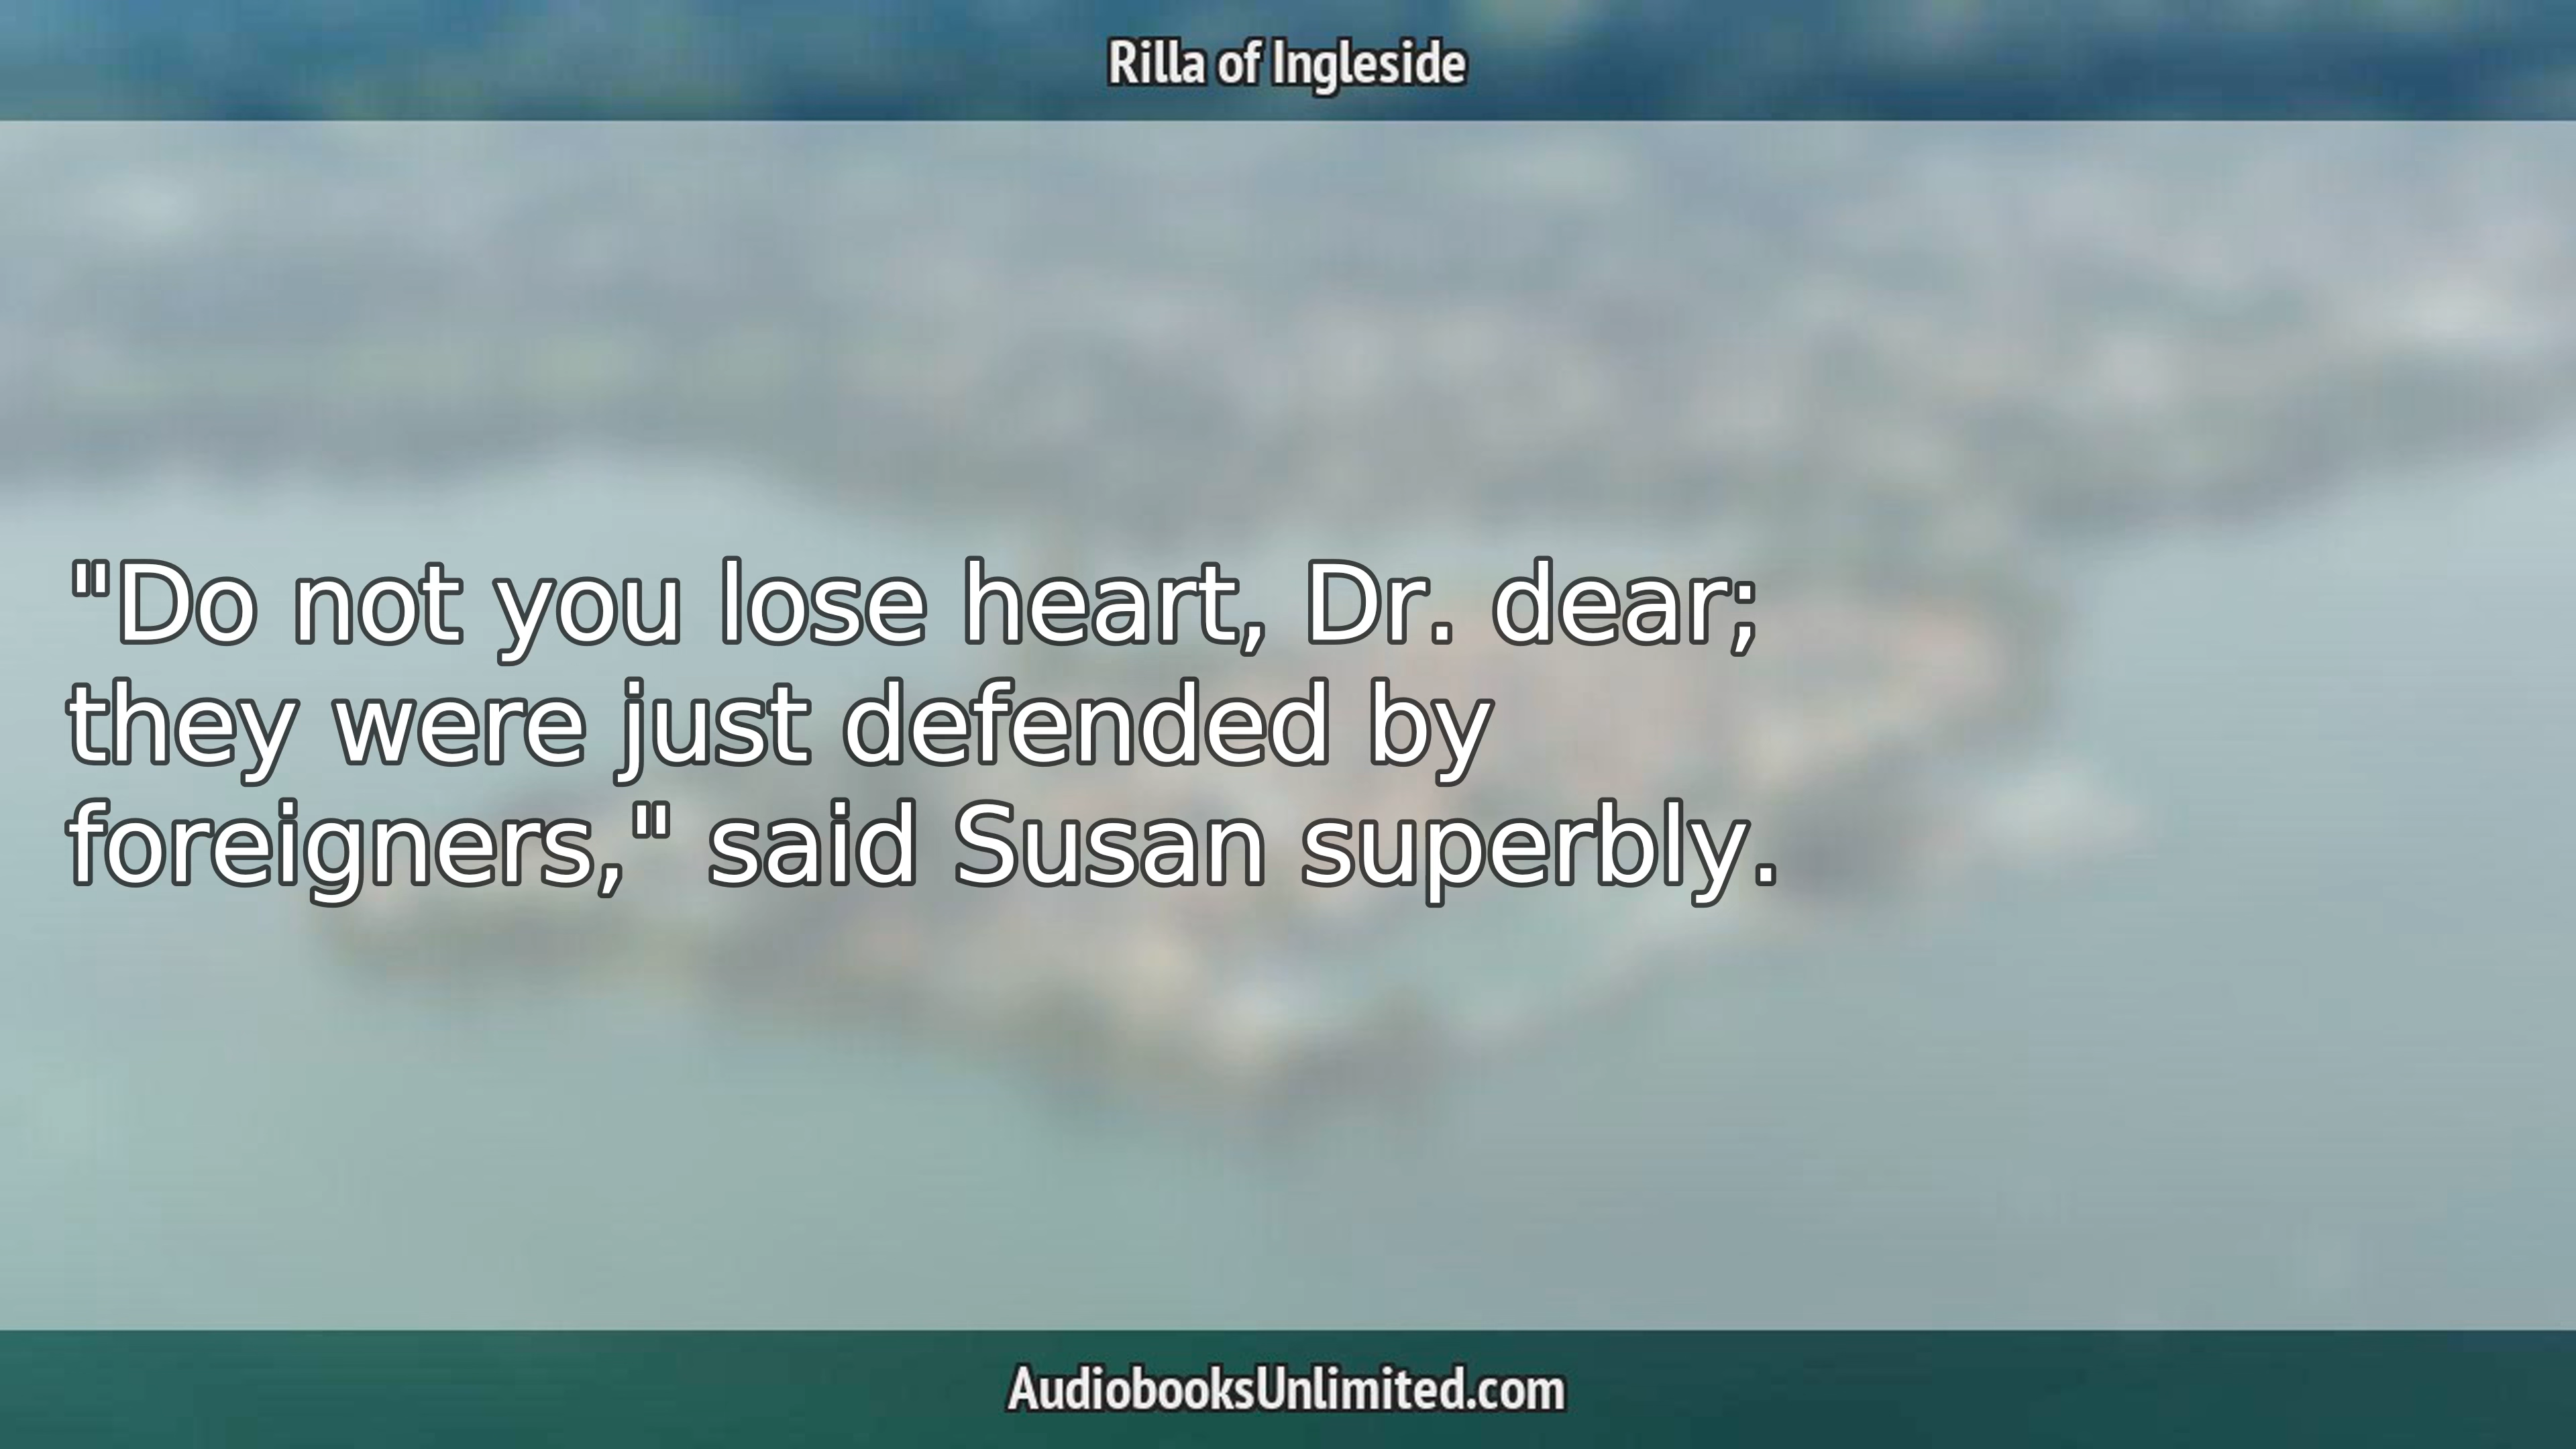 Rilla of Ingleside
"Do not you lose heart, Dr. dear;
they were just defended by
foreigners," said Susan superbly.
AudiobooksUnlimited.com